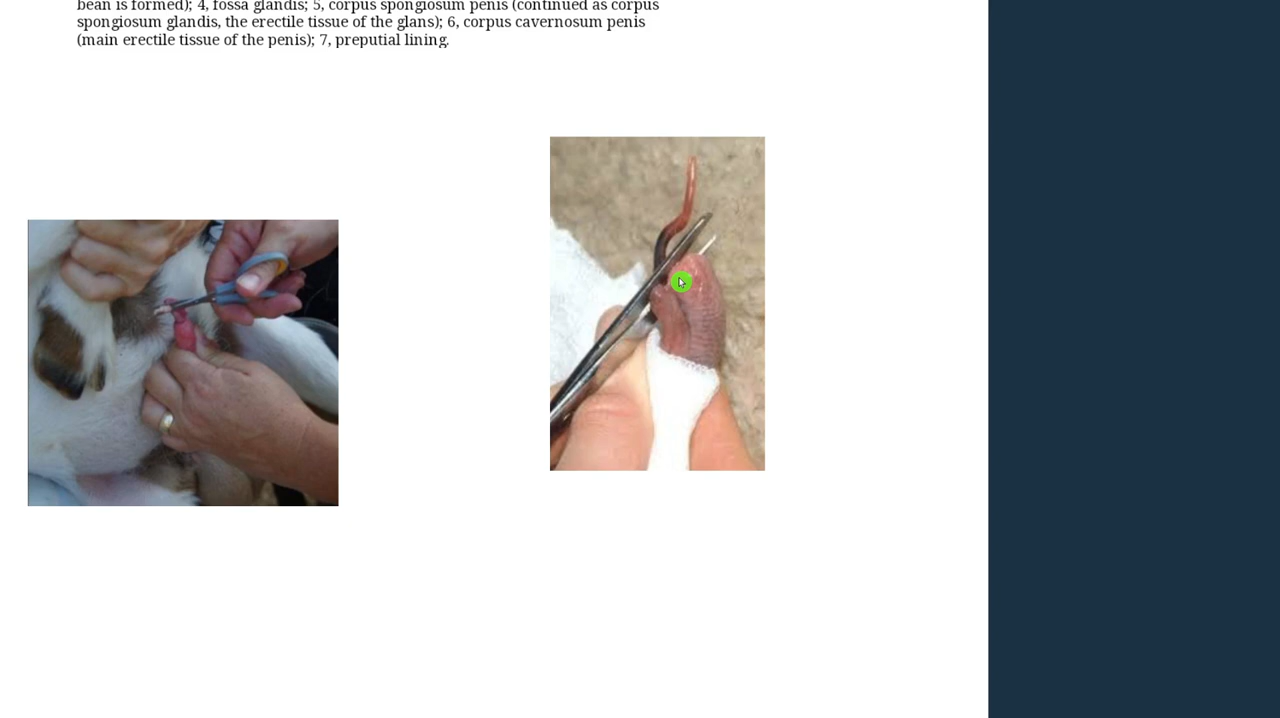 bean is formed); 4, fossa glandis; 5, corpus spongiosum penis (continued as corpus
spongiosum glandis, the erectile tissue of the glans); 6, corpus cavernosum penis
(main erectile tissue of the penis); 7, preputial lining.